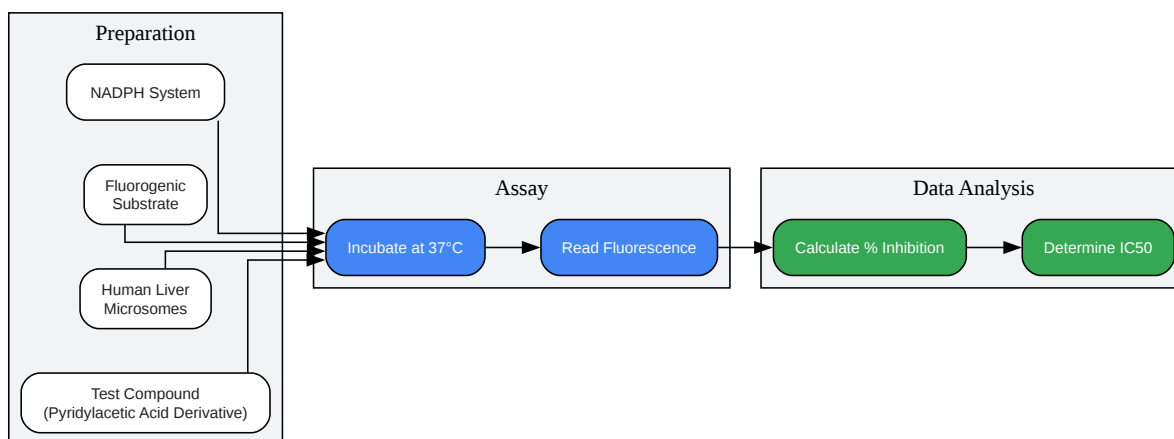 Preparation
NADPH System
Fluorogenic
Substrate
Human Liver
Microsomes
Test Compound
(Pyridylacetic Acid Derivative)
Assay
Incubate at 37°C
Read Fluorescence
Data Analysis
Calculate % Inhibition
Determine IC50